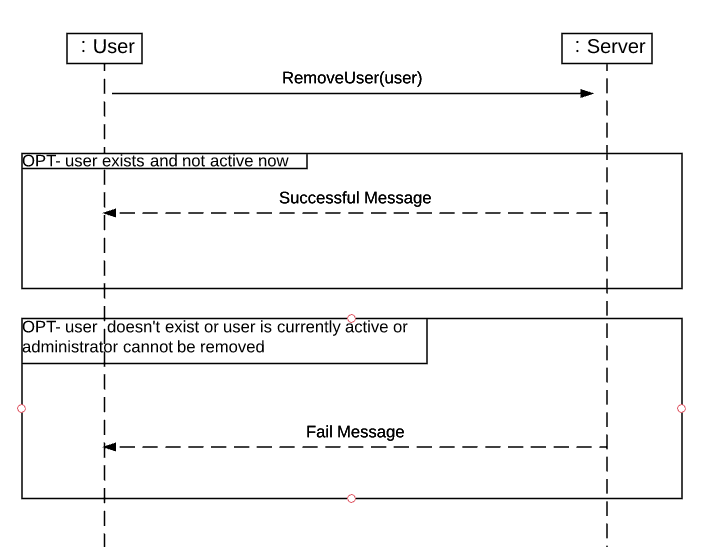 : User
: Server
RemoveUser(user)
OPT- user exists and not active now
Successful Message
OPT- user doesn't exist or user is currently active or
administrator cannot be removed
Fail Message